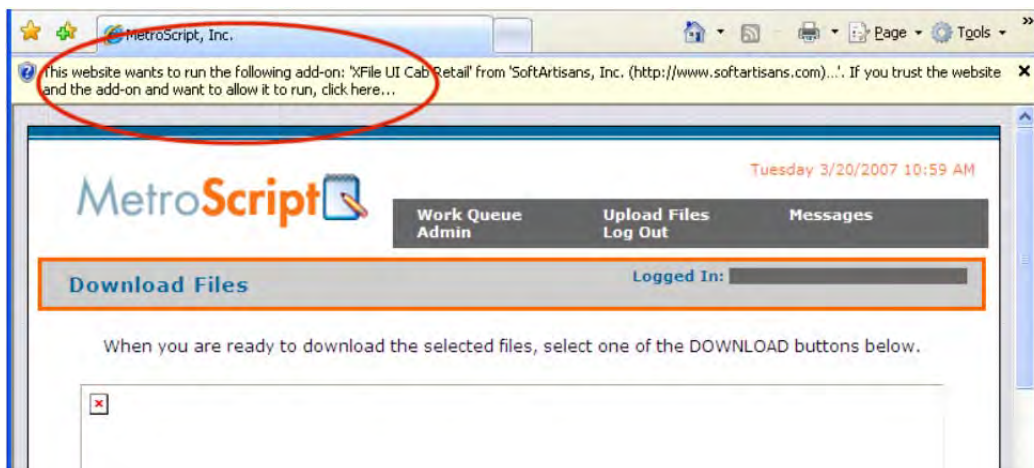 MetroScript, Inc.
Page
Tools
»
This website wants to run the following add-on: 'XFile UI Cab Retail' from 'SoftArtisans, Inc. (http://www.softartisans.com)...'. If you trust the website
and the add-on and want to allow it to run, click here...
Tuesday 3/20/2007 10:59 AM
MetroScript
Work Queue Upload Files Messages
Admin Log Out
Download Files Logged In:
When you are ready to download the selected files, select one of the DOWNLOAD buttons below.